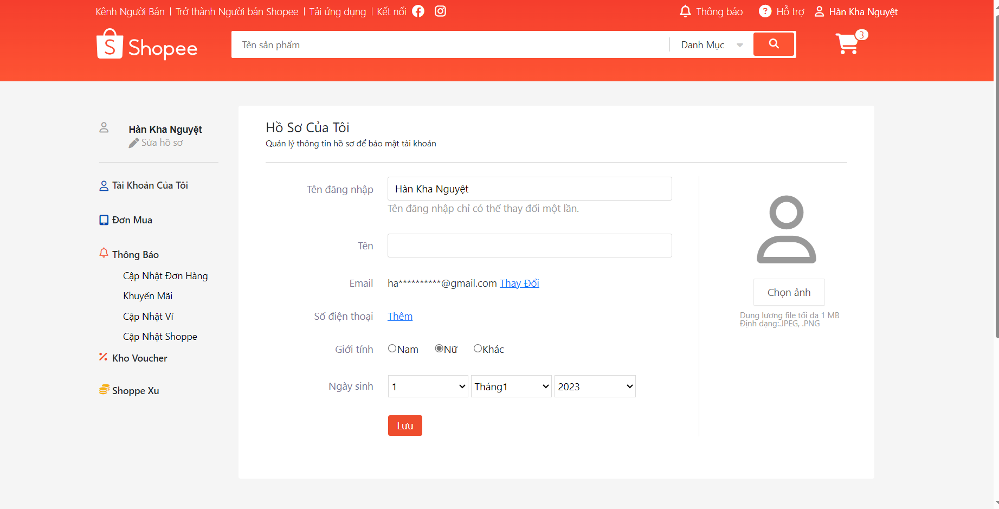 Kênh Người Bán | Trở thành Người bán Shopee | Tải ứng dụng | Kết nối
Thông báo ? Hỗ trợ Hàn Kha Nguyệt
S Shopee
Tên sản phẩm
Danh Mục
3
Hàn Kha Nguyệt
Sửa hồ sơ
Tài Khoản Của Tôi
Đơn Mua
Thông Báo
Cập Nhật Đơn Hàng
Khuyến Mãi
Cập Nhật Ví
Cập Nhật Shoppe
Kho Voucher
Shoppe Xu
Hồ Sơ Của Tôi
Quản lý thông tin hồ sơ để bảo mật tài khoản
Tên đăng nhập Hàn Kha Nguyệt
Tên đăng nhập chỉ có thể thay đổi một lần.
Tên
Email ha**********@gmail.com Thay Đổi
Số điện thoại Thêm
Giới tính Nam Nữ Khác
Ngày sinh 1 Tháng1 2023
Lưu
Chọn ảnh
Dụng lượng file tối đa 1 MB
Định dạng:.JPEG, .PNG